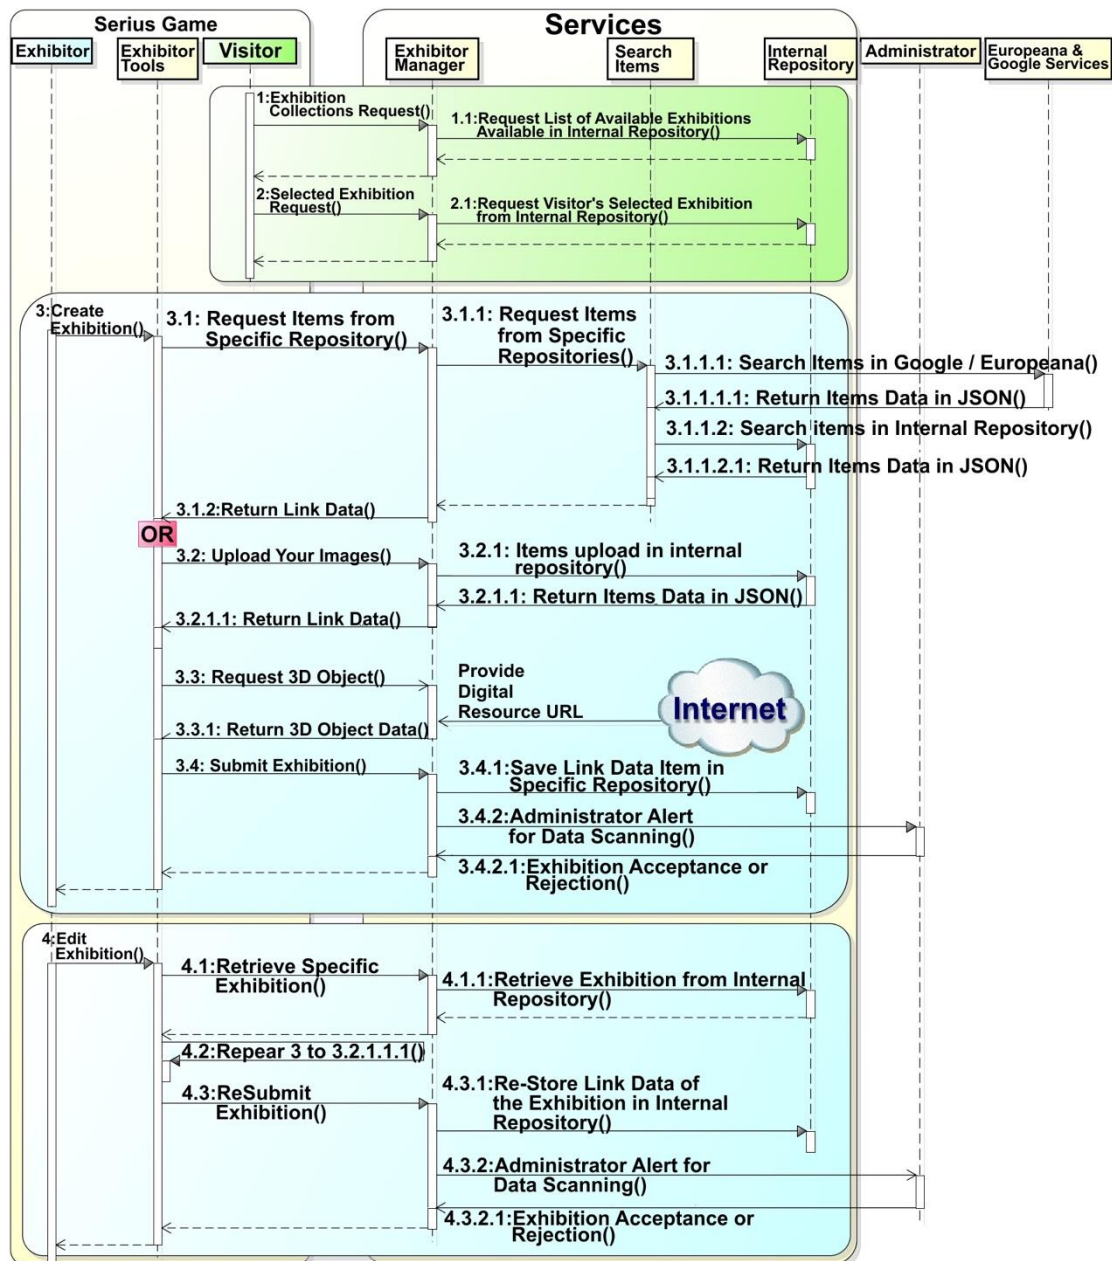 Serius Game
Services
Exhibitor
Exhibitor
Tools
Visitor
Exhibitor
Manager
Search
Items
Internal
Repository
Administrator
Europeana &
Google Services
1:Exhibition
Collections Request()
1.1:Request List of Available Exhibitions
Available in Internal Repository()
2:Selected Exhibition
Request()
2.1:Request Visitor's Selected Exhibition
from Internal Repository()
3:Create
Exhibition()
3.1: Request Items from
Specific Repository()
3.1.1: Request Items
from Specific
Repositories()
3.1.1.1: Search Items in Google / Europeana()
3.1.1.1.1: Return Items Data in JSON()
3.1.1.2: Search items in Internal Repository()
3.1.1.2.1: Return Items Data in JSON()
3.1.2:Return Link Data()
OR
3.2: Upload Your Images()
3.2.1: Items upload in internal
repository()
3.2.1.1: Return Items Data in JSON()
3.2.1.1: Return Link Data()
3.3: Request 3D Object()
Provide
Digital
Resource URL
Internet
3.3.1: Return 3D Object Data()
3.4: Submit Exhibition()
3.4.1:Save Link Data Item in
Specific Repository()
3.4.2:Administrator Alert
for Data Scanning()
3.4.2.1:Exhibition Acceptance or
Rejection()
4:Edit
Exhibition()
4.1:Retrieve Specific
Exhibition()
4.1.1:Retrieve Exhibition from Internal
Repository()
4.2:Repear 3 to 3.2.1.1.1()
4.3:ReSubmit
Exhibition()
4.3.1:Re-Store Link Data of
the Exhibition in Internal
Repository()
4.3.2:Administrator Alert for
Data Scanning()
4.3.2.1:Exhibition Acceptance or
Rejection()